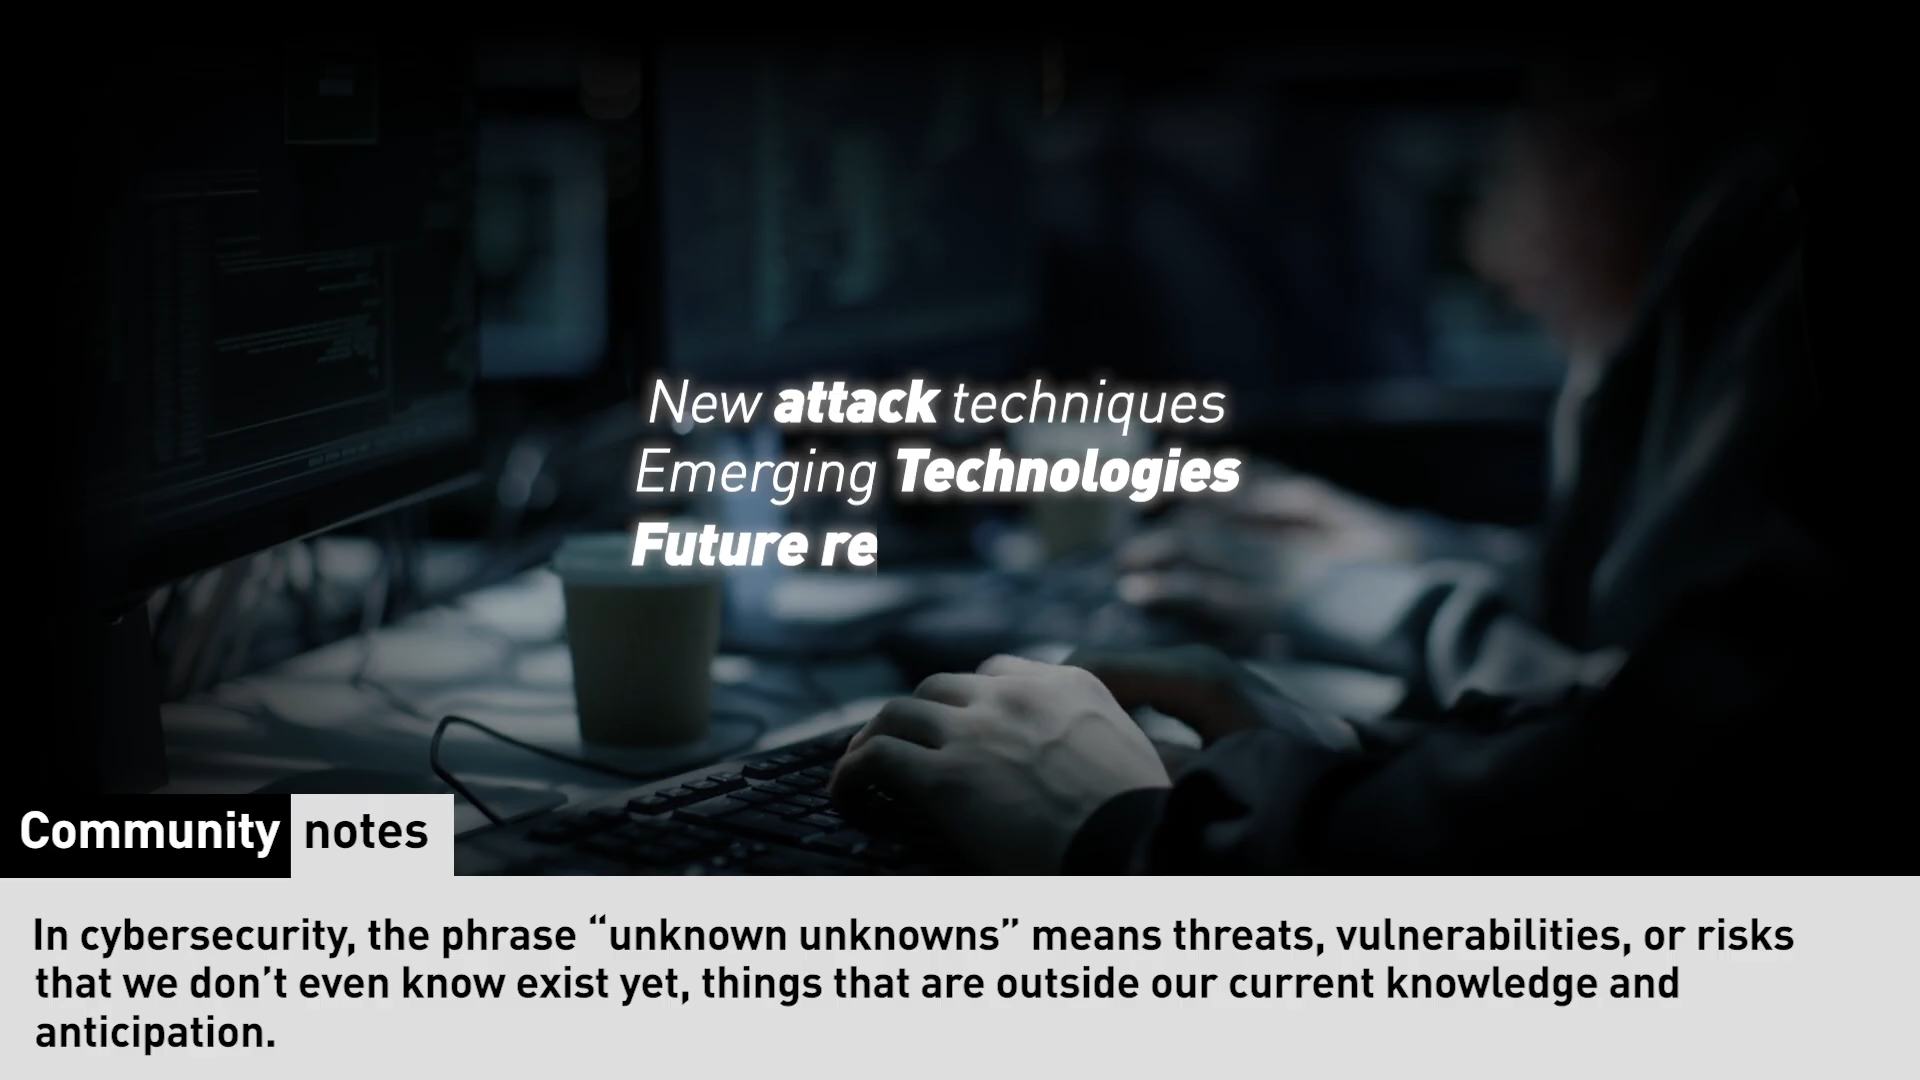 New attack techniques
Emerging Technologies
Future re
Community notes
In cybersecurity, the phrase “unknown unknowns” means threats, vulnerabilities, or risks
that we don’t even know exist yet, things that are outside our current knowledge and
anticipation.